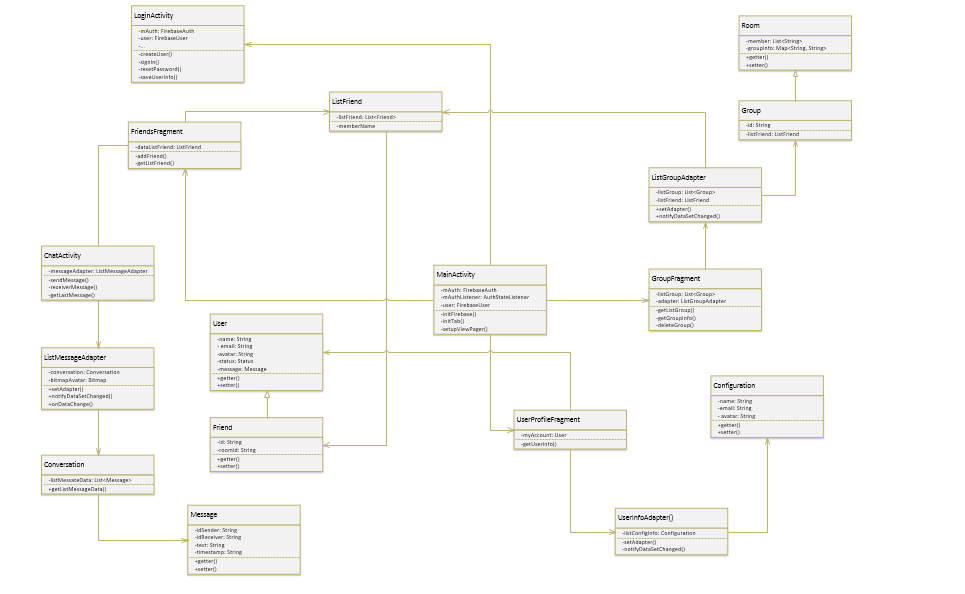 LoginActivity
-mAuth: FirebaseAuth
-user: FirebaseUser
-...
-createUser()
-signIn()
-resetPassword()
-saveUserInfo()
Room
-member: List<String>
-groupInfo: Map<String, String>
+getter()
+setter()
ListFriend
-listFriend: List<Friend>
-memberName
Group
-id: String
-listFriend: ListFriend
FriendsFragment
-dataListFriend: ListFriend
-addFriend()
-getListFriend()
ListGroupAdapter
-listGroup: List<Group>
-listFriend: ListFriend
+setAdapter()
+notifyDataSetChanged()
ChatActivity
-messageAdapter: ListMessageAdapter
-sendMessage()
-receiverMessage()
-getLastMessage()
MainActivity
-mAuth: FirebaseAuth
-mAuthListener: AuthStateListener
-user: FirebaseUser
-initFirebase()
-initTab()
-setupViewPager()
GroupFragment
-listGroup: List<Group>
-adapter: ListGroupAdapter
-getListGroup()
-getGroupInfo()
-deleteGroup()
User
-name: String
- email: String
-avatar: String
-status: Status
-message: Message
+getter()
+setter()
ListMessageAdapter
-conversation: Conversation
-bitmapAvatar: Bitmap
+setAdapter()
+notifyDataSetChanged()
+onDataChange()
Configuration
-name: String
-email: String
- avatar: String
+getter()
+setter()
Friend
-id: String
-roomId: String
+getter()
+setter()
UserProfileFragment
-myAccount: User
-getUserInfo()
Conversation
-listMessateData: List<Message>
+getListMessageData()
Message
-idSender: String
-idReceiver: String
-text: String
-timestamp: String
+getter()
+setter()
UserInfoAdapter()
-listConfigInfo: Configuration
-setAdapter()
-notifyDataSetChanged()